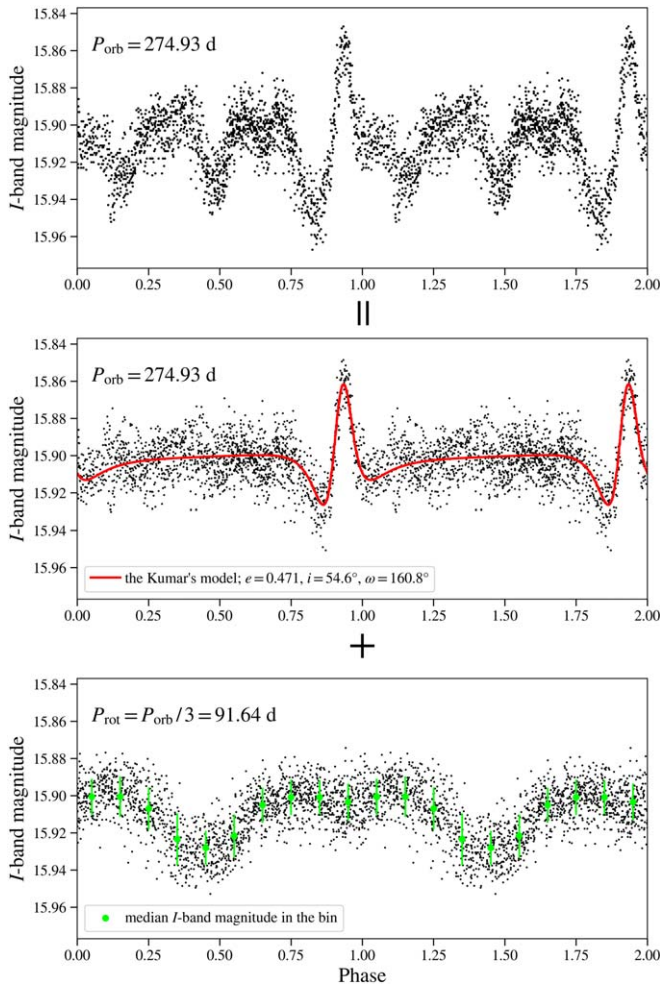 15.84
P_orb = 274.93 d
15.86
15.88
15.90
15.92
15.94
15.96
I-band magnitude
0.00 0.25 0.50 0.75 1.00 1.25 1.50 1.75 2.00
||
15.84
P_orb = 274.93 d
15.86
15.88
15.90
15.92
15.94
15.96
I-band magnitude
the Kumar's model; e = 0.471, i = 54.6°, ω = 160.8°
0.00 0.25 0.50 0.75 1.00 1.25 1.50 1.75 2.00
+
15.84
P_rot = P_orb/3 = 91.64 d
15.86
15.88
15.90
15.92
15.94
15.96
I-band magnitude
median I-band magnitude in the bin
0.00 0.25 0.50 0.75 1.00 1.25 1.50 1.75 2.00
Phase